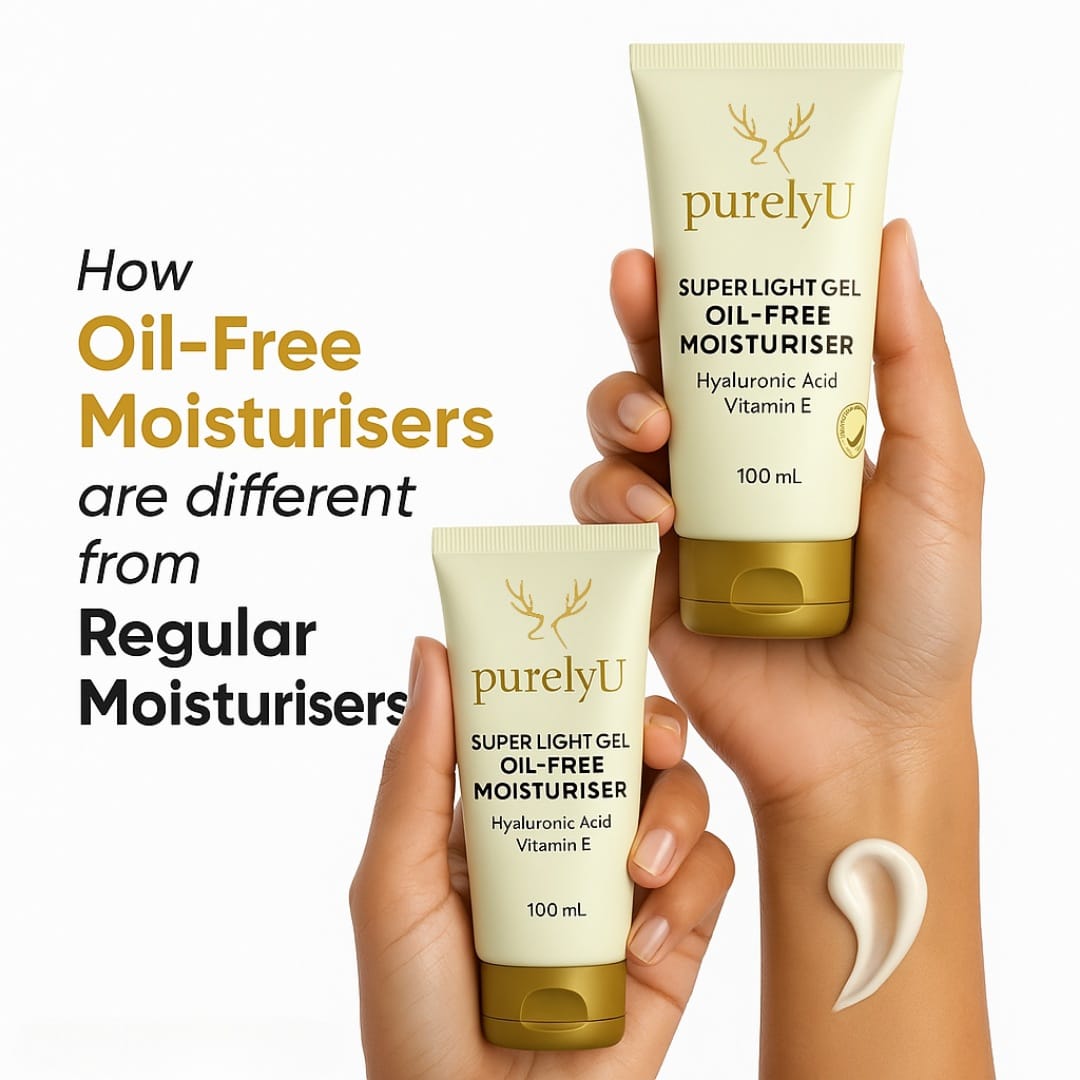 How
Oil-Free
Moisturisers
are different
from
Regular
Moisturisers
purelyU
SUPER LIGHT GEL
OIL-FREE
MOISTURISER
Hyaluronic Acid
Vitamin E
100 mL
purelyU
SUPER LIGHT GEL
OIL-FREE
MOISTURISER
Hyaluronic Acid
Vitamin E
100 mL